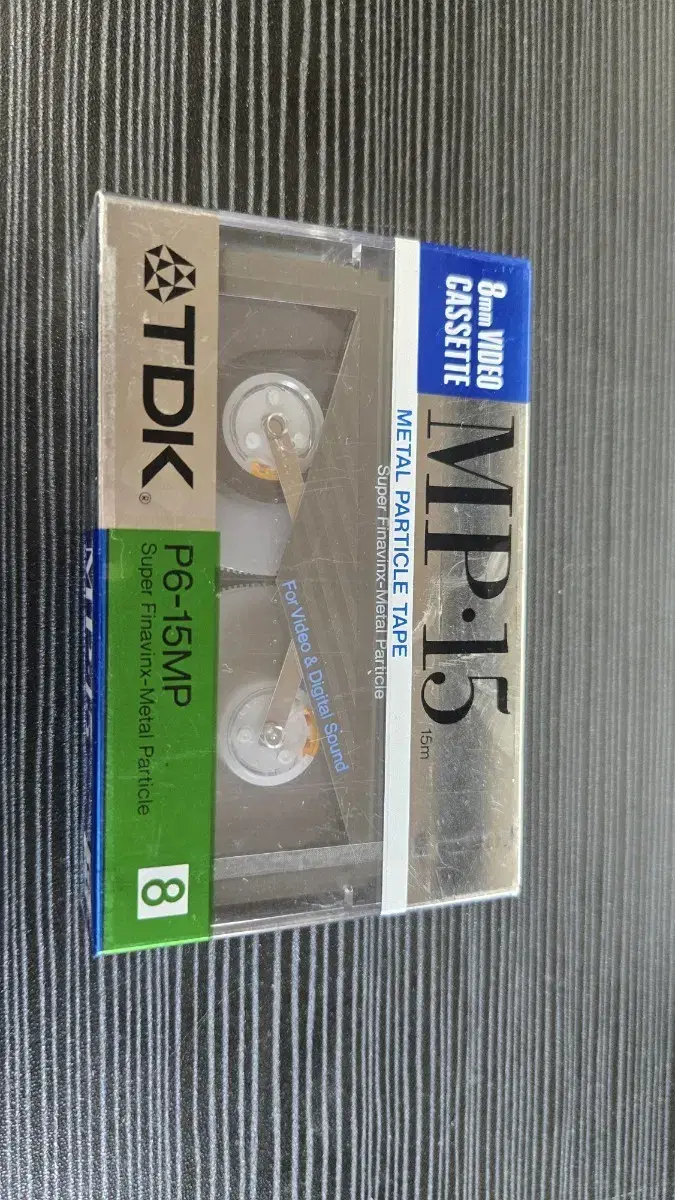 8mm VIDEO
CASSETTE
MP·15
15m
METAL PARTICLE TAPE
Super Finavinx-Metal Particle
For Video & Digital Sound
TDK®
P6-15MP
Super Finavinx-Metal Particle
8